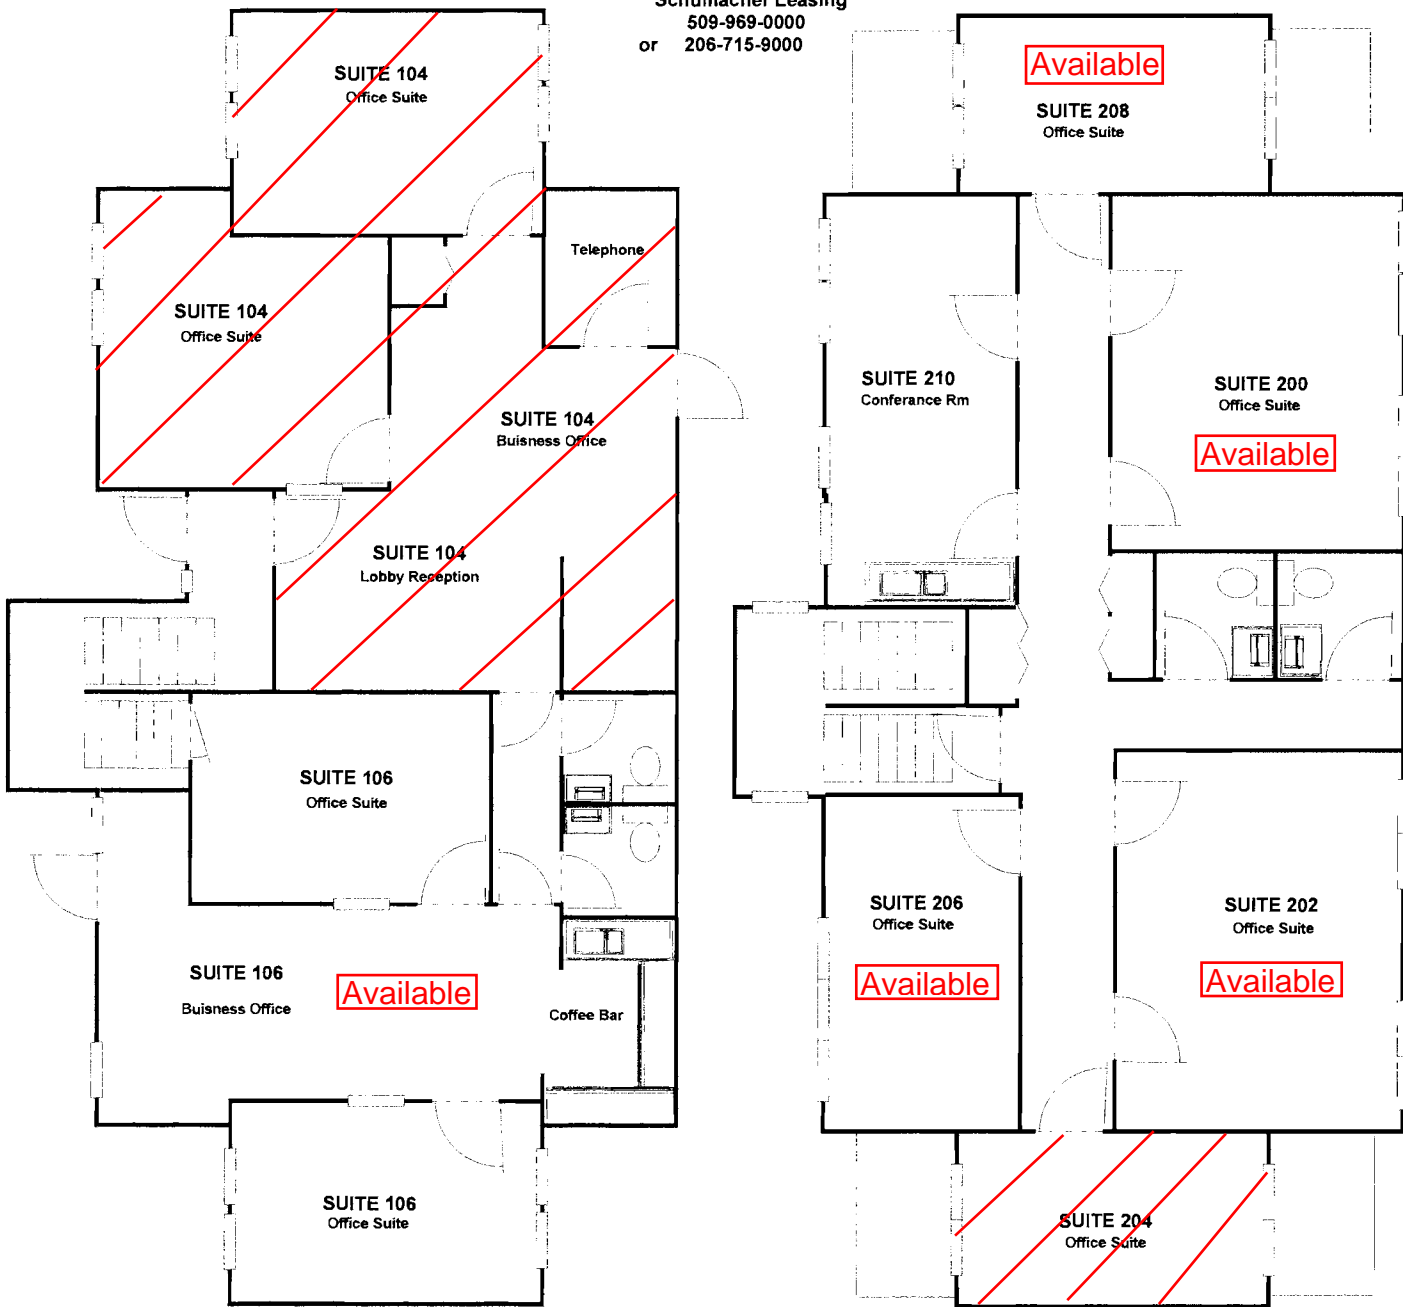 Schumacher Leasing
509-969-0000
or 206-715-9000
SUITE 104
Office Suite
Telephone
SUITE 104
Office Suite
SUITE 104
Buisness Office
SUITE 104
Lobby Reception
SUITE 106
Office Suite
SUITE 106
Buisness Office
Available
Coffee Bar
SUITE 106
Office Suite
Available
SUITE 208
Office Suite
SUITE 210
Conferance Rm
SUITE 200
Office Suite
Available
SUITE 206
Office Suite
Available
SUITE 202
Office Suite
Available
SUITE 204
Office Suite